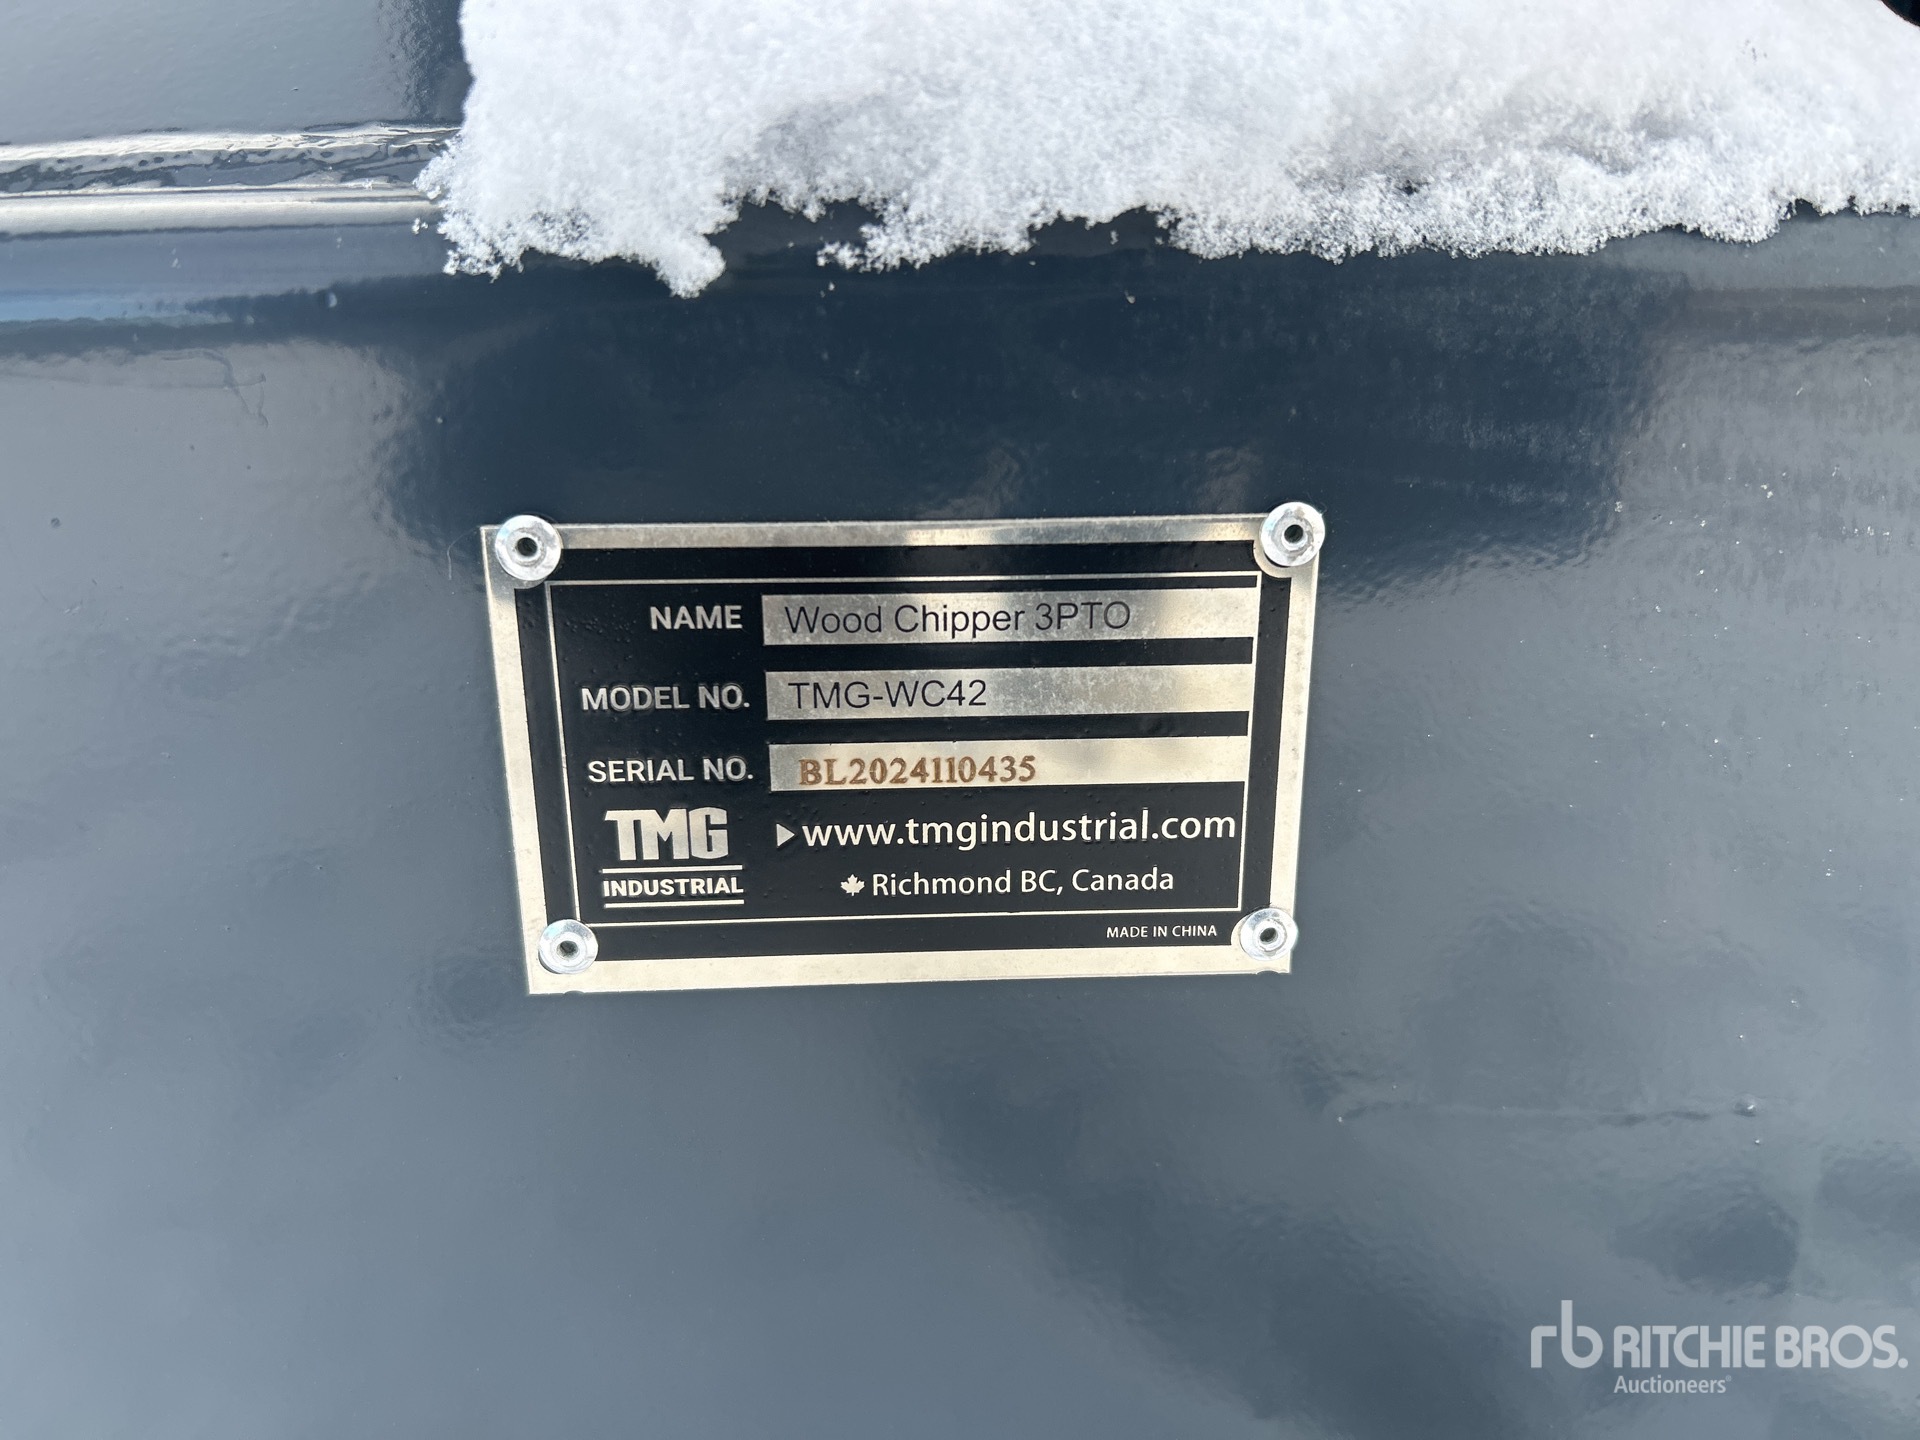 NAME Wood Chipper 3PTO
MODEL NO. TMG-WC42
SERIAL NO. BL2024110435
TMG
INDUSTRIAL
www.tmgindustrial.com
Richmond BC, Canada
MADE IN CHINA
rb RITCHIE BROS.
Auctioneers